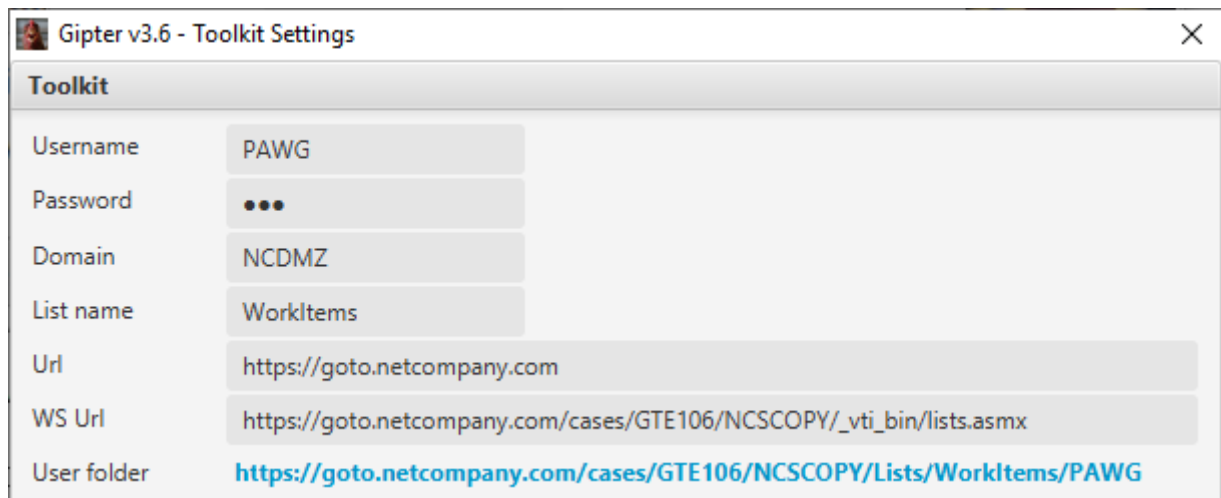 Gipter v3.6 - Toolkit Settings
Toolkit
Username PAWG
Password •••
Domain NCDMZ
List name WorkItems
Url https://goto.netcompany.com
WS Url https://goto.netcompany.com/cases/GTE106/NCSCOPY/_vti_bin/lists.asmx
User folder https://goto.netcompany.com/cases/GTE106/NCSCOPY/Lists/WorkItems/PAWG